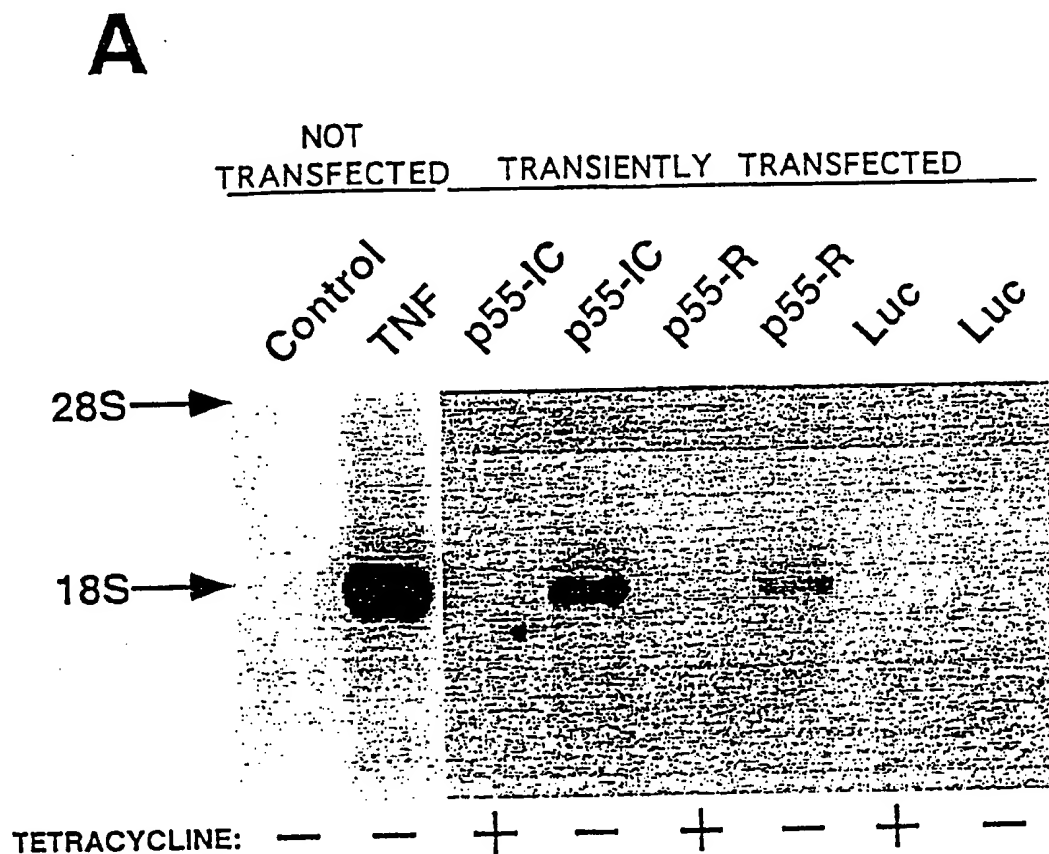 A
NOT
TRANSFECTED
TRANSIENTLY TRANSFECTED
Control
TNF
p55-IC
p55-IC
p55-R
p55-R
Luc
Luc
28S
18S
TETRACYCLINE: — — + — + — + —